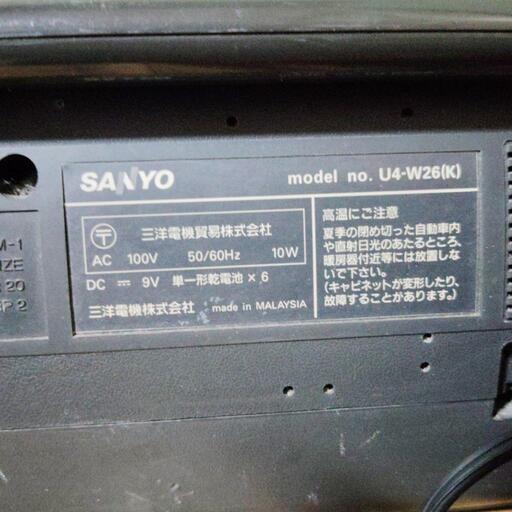 SANYO model no. U4-W26(K)
〒 三洋電機貿易株式会社
AC 100V 50/60Hz 10W
DC 9V 単一形乾電池×6
三洋電機株式会社 made in MALAYSIA
高温にご注意
夏季の閉め切った自動車内
や直射日光のあたるところ、
暖房器付近等には放置しな
いで下さい。
(キャビネットが変形したり、
故障することがあります。)
M-1
IZE
20
P 2